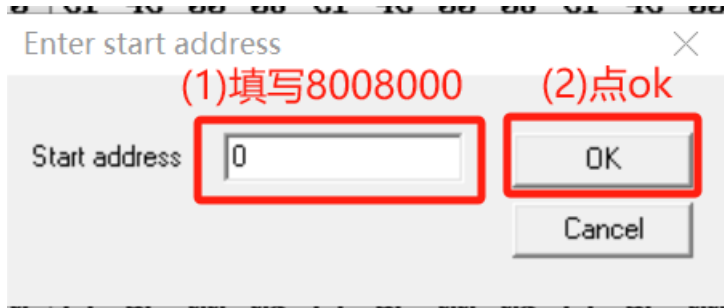 Enter start address
(1)填写8008000
(2)点ok
Start address
0
OK
Cancel